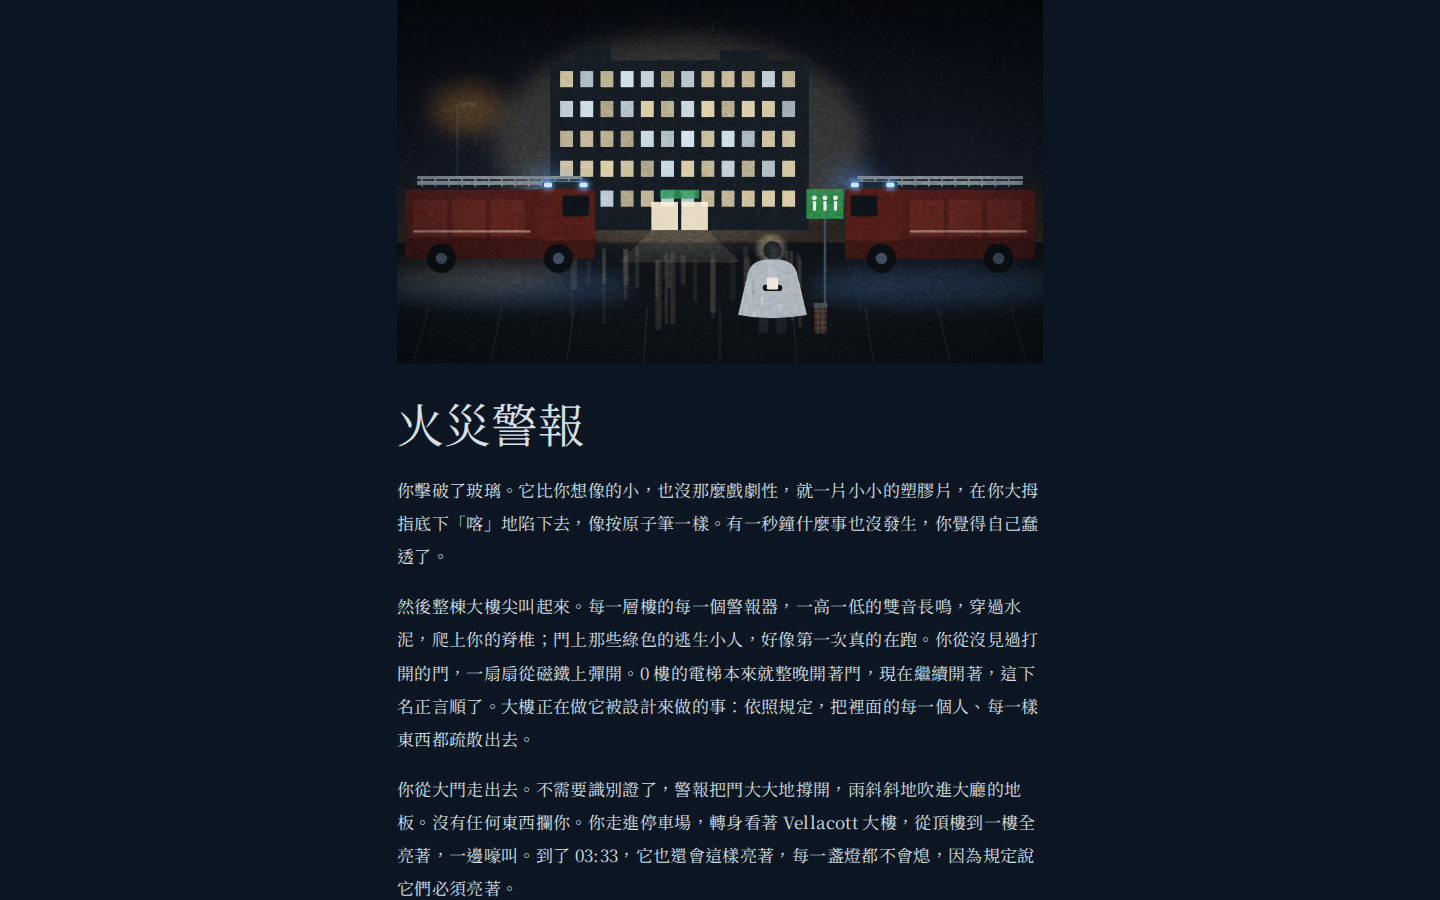 火災警報
你擊破了玻璃。它比你想像的小，也沒那麼戲劇性，就一片小小的塑膠片，在你大拇
指底下「喀」地陷下去，像按原子筆一樣。有一秒鐘什麼事也沒發生，你覺得自己蠢
透了。
然後整棟大樓尖叫起來。每一層樓的每一個警報器，一高一低的雙音長鳴，穿過水
泥，爬上你的脊椎；門上那些綠色的逃生小人，好像第一次真的在跑。你從沒見過打
開的門，一扇扇從磁鐵上彈開。0 樓的電梯本來就整晚開著門，現在繼續開著，這下
名正言順了。大樓正在做它被設計來做的事：依照規定，把裡面的每一個人、每一樣
東西都疏散出去。
你從大門走出去。不需要識別證了，警報把門大大地撐開，雨斜斜地吹進大廳的地
板。沒有任何東西攔你。你走進停車場，轉身看著 Vellacott 大樓，從頂樓到一樓全
亮著，一邊嚎叫。到了 03:33，它也還會這樣亮著，每一盞燈都不會熄，因為規定說
它們必須亮著。